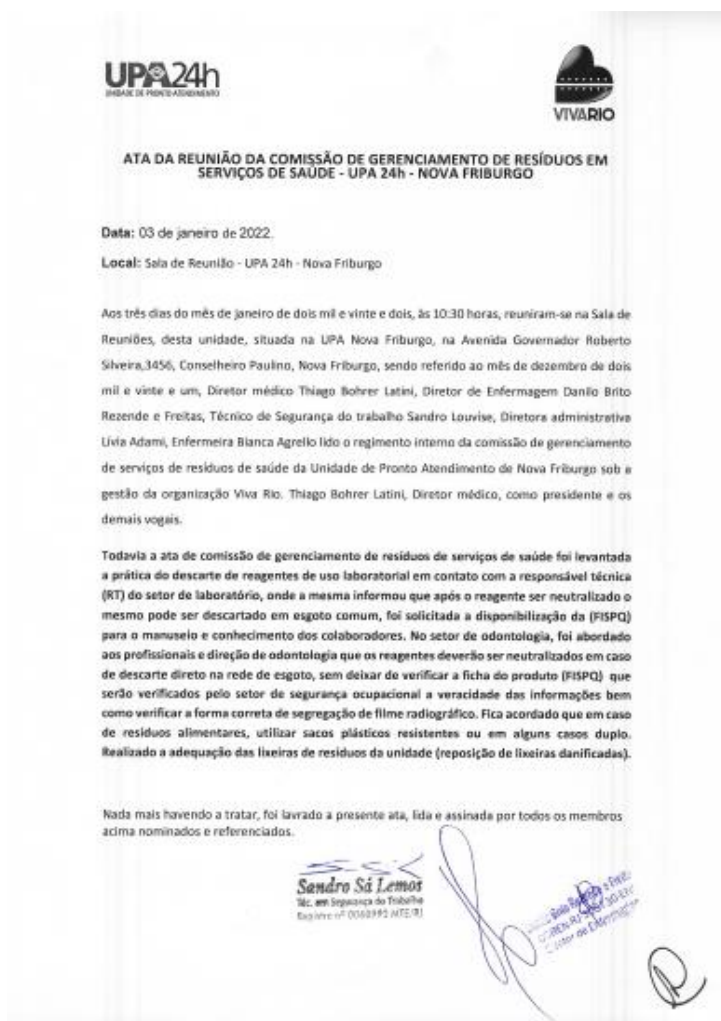 UPA24h
UNIDADE DE PRONTO ATENDIMENTO
VIVARIO
ATA DA REUNIÃO DA COMISSÃO DE GERENCIAMENTO DE RESÍDUOS EM
SERVIÇOS DE SAÚDE - UPA 24h - NOVA FRIBURGO
Data: 03 de janeiro de 2022.
Local: Sala de Reunião - UPA 24h - Nova Friburgo
Aos três dias do mês de janeiro de dois mil e vinte e dois, às 10:30 horas, reuniram-se na Sala de
Reuniões, desta unidade, situada na UPA Nova Friburgo, na Avenida Governador Roberto
Silveira,3456, Conselheiro Paulino, Nova Friburgo, sendo referido ao mês de dezembro de dois
mil e vinte e um, Diretor médico Thiago Bohrer Latini, Diretor de Enfermagem Danilo Brito
Rezende e Freitas, Técnico de Segurança do trabalho Sandro Louvise, Diretora administrativa
Lívia Adami, Enfermeira Bianca Agrello lido o regimento interno da comissão de gerenciamento
de serviços de resíduos de saúde da Unidade de Pronto Atendimento de Nova Friburgo sob a
gestão da organização Viva Rio. Thiago Bohrer Latini, Diretor médico, como presidente e os
demais vogais.
Todavia a ata de comissão de gerenciamento de resíduos de serviços de saúde foi levantada
a prática do descarte de reagentes de uso laboratorial em contato com a responsável técnica
(RT) do setor de laboratório, onde a mesma informou que após o reagente ser neutralizado o
mesmo pode ser descartado em esgoto comum, foi solicitada a disponibilização da (FISPQ)
para o manuseio e conhecimento dos colaboradores. No setor de odontologia, foi abordado
aos profissionais e direção de odontologia que os reagentes deverão ser neutralizados em caso
de descarte direto na rede de esgoto, sem deixar de verificar a ficha do produto (FISPQ) que
serão verificados pelo setor de segurança ocupacional a veracidade das informações bem
como verificar a forma correta de segregação de filme radiográfico. Fica acordado que em caso
de resíduos alimentares, utilizar sacos plásticos resistentes ou em alguns casos duplo.
Realizado a adequação das lixeiras de resíduos da unidade (reposição de lixeiras danificadas).
Nada mais havendo a tratar, foi lavrado a presente ata, lida e assinada por todos os membros
acima nominados e referenciados.
Sandro Sá Lemos
Téc. em Segurança do Trabalho
Registro nº